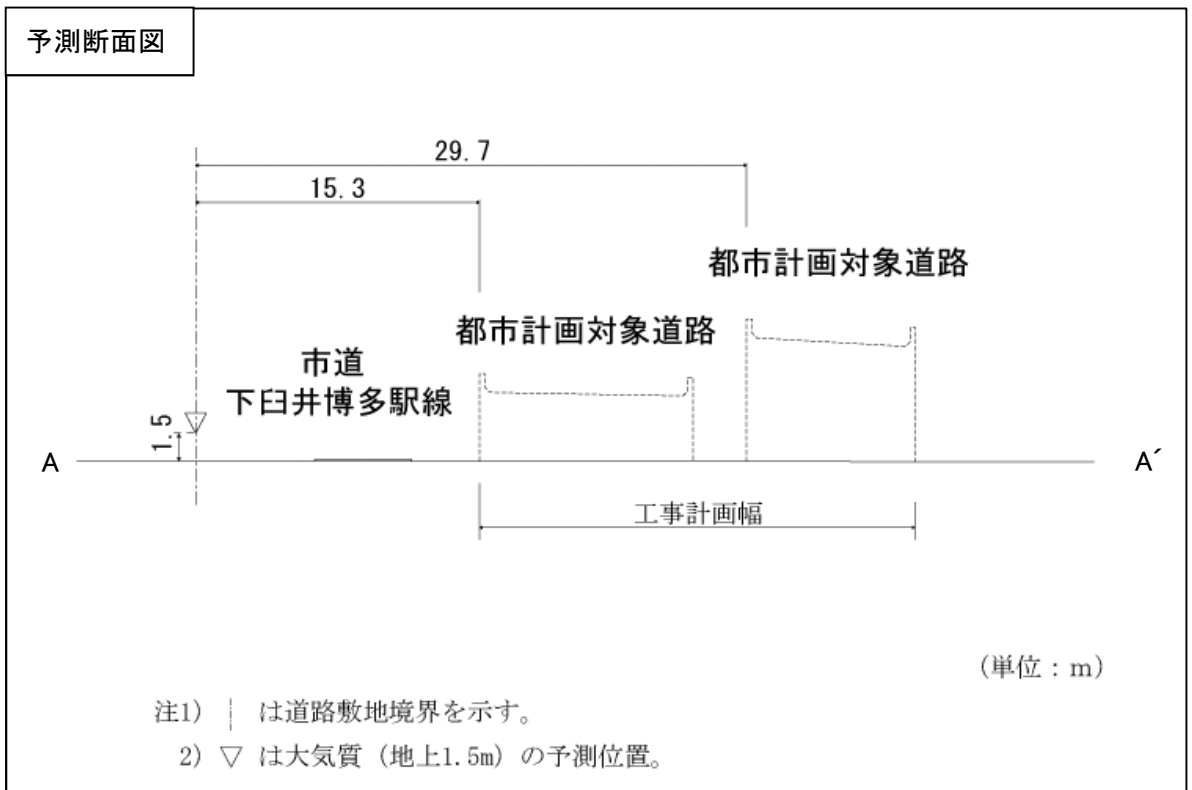 予測断面図
29.7
15.3
都市計画対象道路
都市計画対象道路
市道
下臼井博多駅線
1.5
A
A´
工事計画幅
(単位：m)
注1) ¦ は道路敷地境界を示す。
2) ▽ は大気質 (地上1.5m) の予測位置。